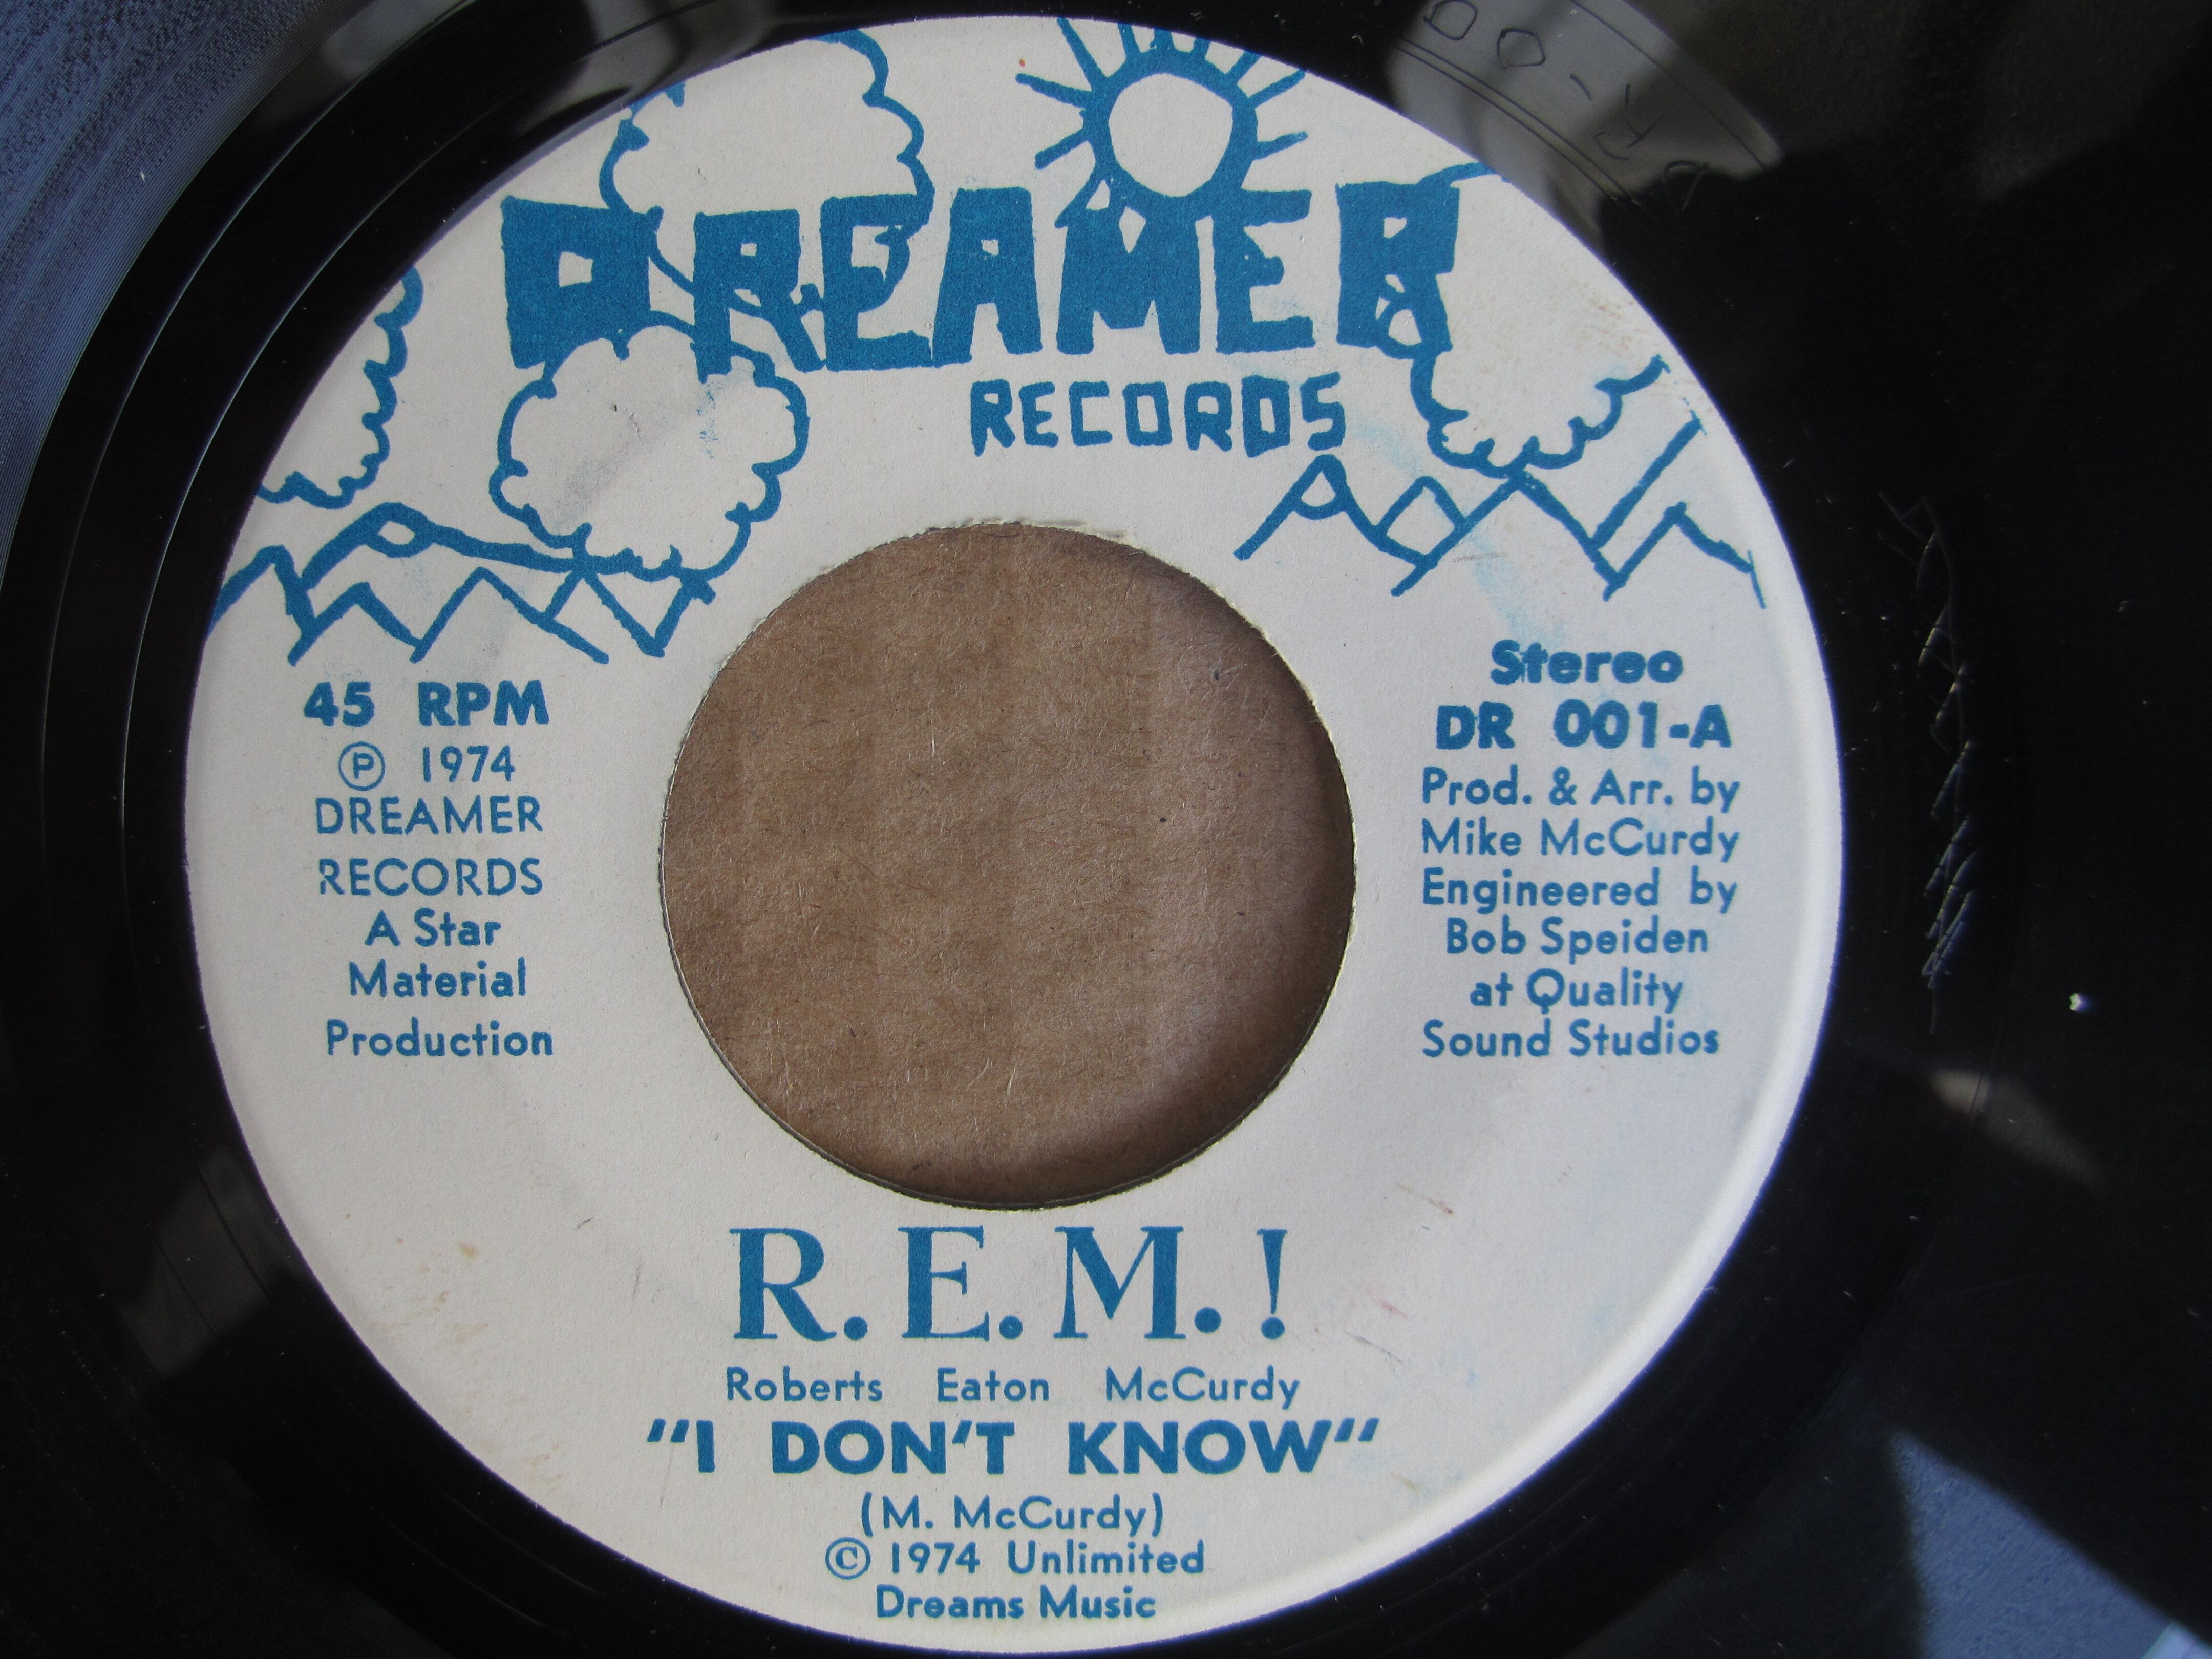 DREAMER
RECORDS
45 RPM
℗ 1974
DREAMER
RECORDS
A Star
Material
Production
Stereo
DR 001-A
Prod. & Arr. by
Mike McCurdy
Engineered by
Bob Speiden
at Quality
Sound Studios
R.E.M.!
Roberts Eaton McCurdy
"I DON'T KNOW"
(M. McCurdy)
© 1974 Unlimited
Dreams Music